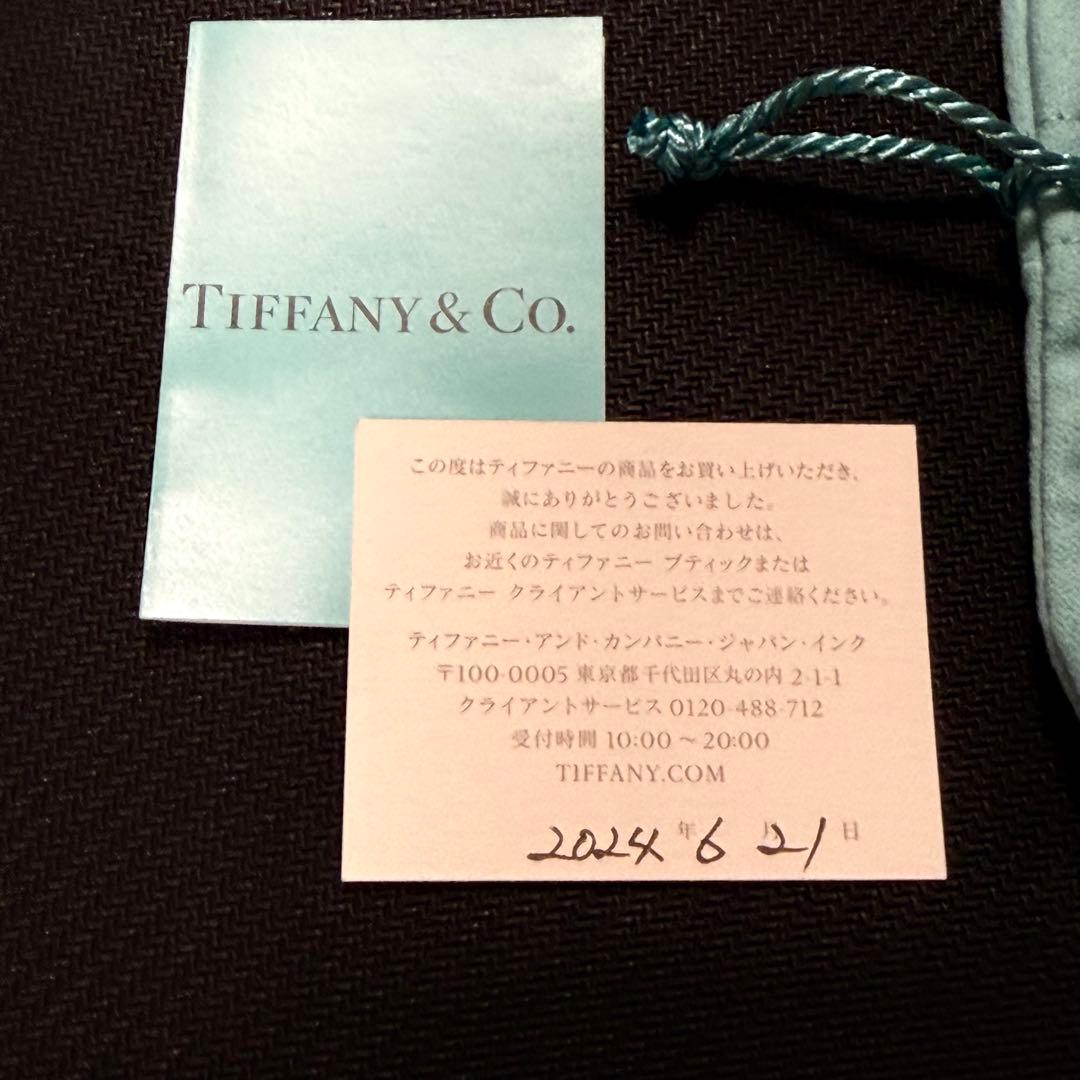 TIFFANY & CO.
この度はティファニーの商品をお買い上げいただき、
誠にありがとうございました。
商品に関してのお問い合わせは、
お近くのティファニー ブティックまたは
ティファニー クライアントサービスまでご連絡ください。
ティファニー・アンド・カンパニー・ジャパン・インク
〒100-0005 東京都千代田区丸の内 2-1-1
クライアントサービス 0120-488-712
受付時間 10:00 ～ 20:00
TIFFANY.COM
2024 年 6 月 21 日